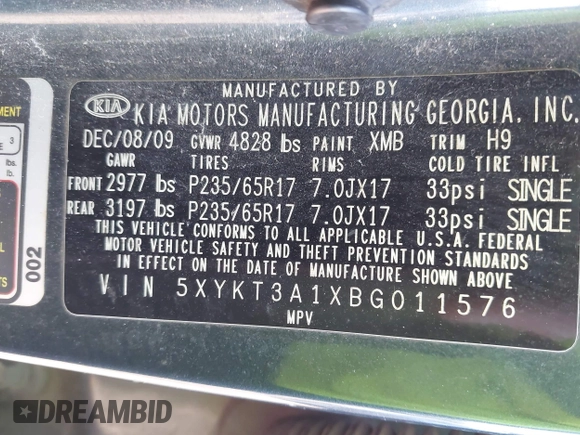 MANUFACTURED BY
KIA KIA MOTORS MANUFACTURING GEORGIA, INC.
DEC/08/09 GVWR 4828 lbs PAINT XMB TRIM H9
GAWR TIRES RIMS COLD TIRE INFL
FRONT 2977 lbs P235/65R17 7.0JX17 33psi SINGLE
REAR 3197 lbs P235/65R17 7.0JX17 33psi SINGLE
THIS VEHICLE CONFORMS TO ALL APPLICABLE U.S.A. FEDERAL
MOTOR VEHICLE SAFETY AND THEFT PREVENTION STANDARDS
IN EFFECT ON THE DATE OF MANUFACTURE SHOWN ABOVE
VIN 5XYKT3A1XBG011576
MPV
3
lbs.
lb.
002
DREAMBID